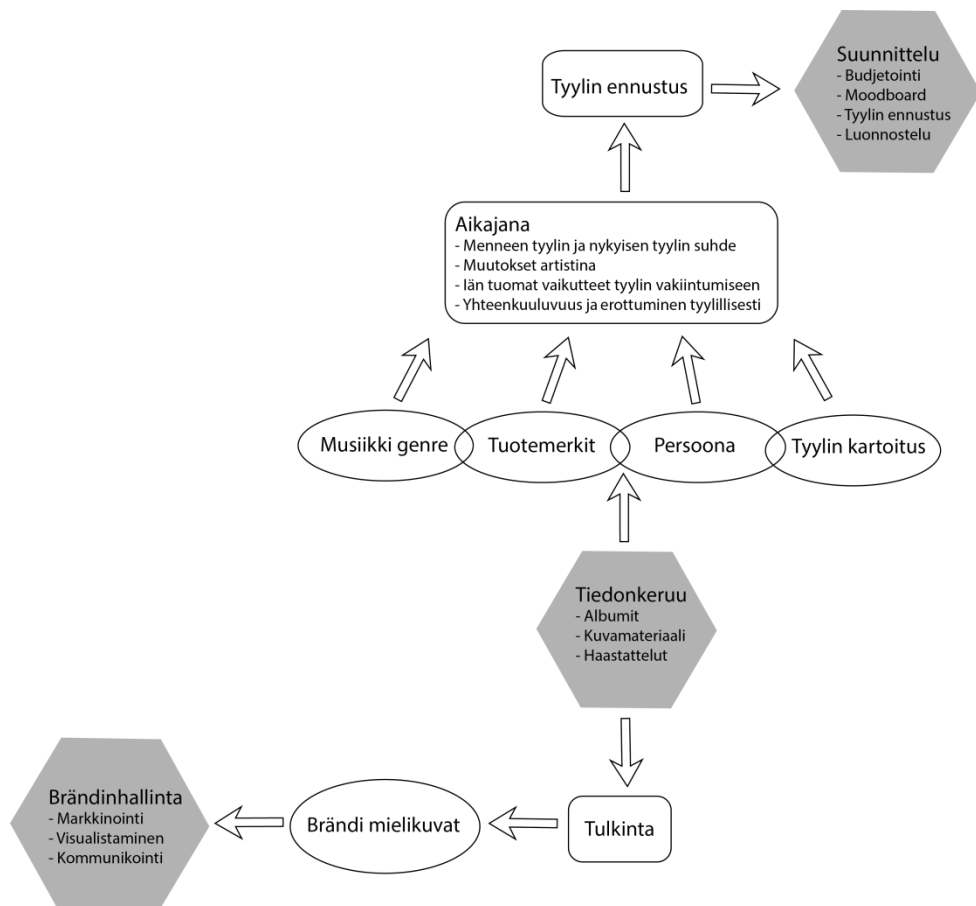 Suunnittelu
- Budjetointi
- Moodboard
- Tyylin ennustus
- Luonnostelu
Tyylin ennustus
Aikajana
- Menneen tyylin ja nykyisen tyylin suhde
- Muutokset artistina
- Iän tuomat vaikutteet tyylin vakiintumiseen
- Yhteenkuuluvuus ja erottuminen tyylillisesti
Musiikki genre
Tuotemerkit
Persoona
Tyylin kartoitus
Tiedonkeruu
- Albumit
- Kuvamateriaali
- Haastattelut
Brändinhallinta
- Markkinointi
- Visualistaminen
- Kommunikointi
Brändi mielikuvat
Tulkinta